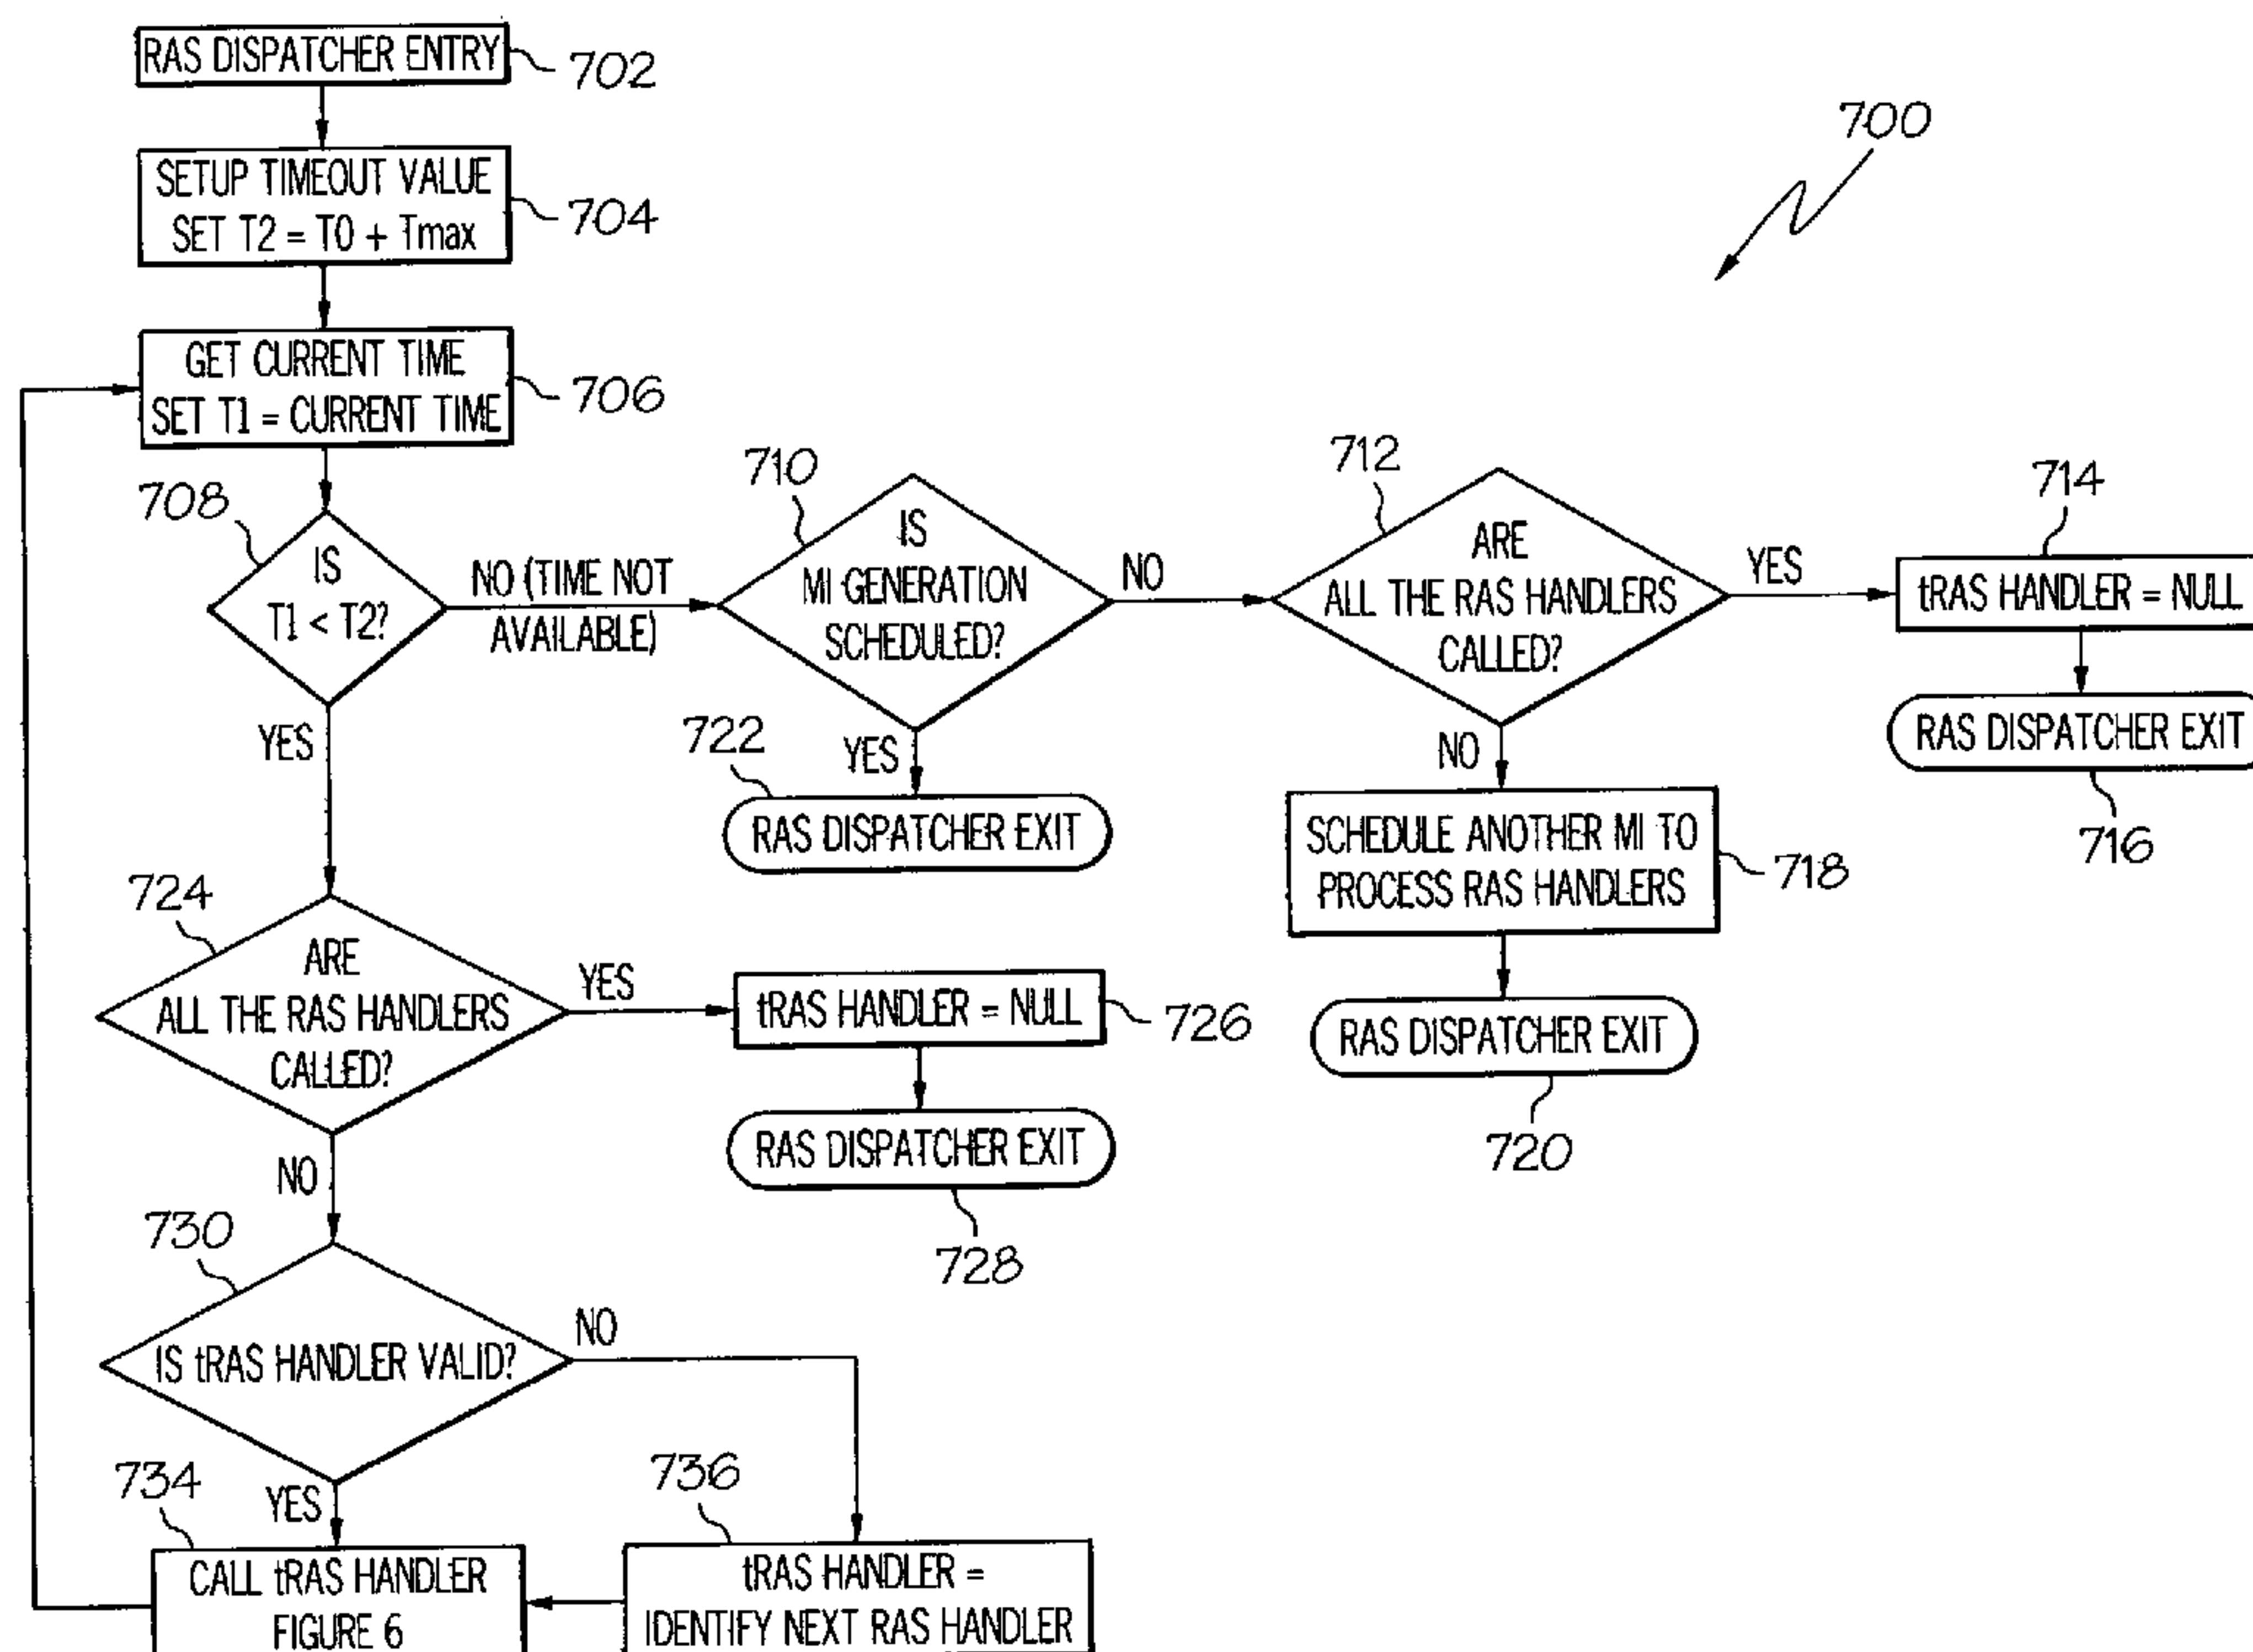 RAS DISPATCHER ENTRY
702
700
SETUP TIMEOUT VALUE
SET T2 = T0 + Tmax
704
GET CURRENT TIME
SET T1 = CURRENT TIME
706
708
IS
T1 < T2?
NO (TIME NOT
AVAILABLE)
YES
710
IS
MI GENERATION
SCHEDULED?
NO
YES
712
ARE
ALL THE RAS HANDLERS
CALLED?
YES
NO
714
tRAS HANDLER = NULL
RAS DISPATCHER EXIT
716
722
RAS DISPATCHER EXIT
SCHEDULE ANOTHER MI TO
PROCESS RAS HANDLERS
718
RAS DISPATCHER EXIT
720
724
ARE
ALL THE RAS HANDLERS
CALLED?
YES
NO
tRAS HANDLER = NULL
726
RAS DISPATCHER EXIT
728
730
IS tRAS HANDLER VALID?
NO
YES
734
CALL tRAS HANDLER
FIGURE 6
736
tRAS HANDLER =
IDENTIFY NEXT RAS HANDLER